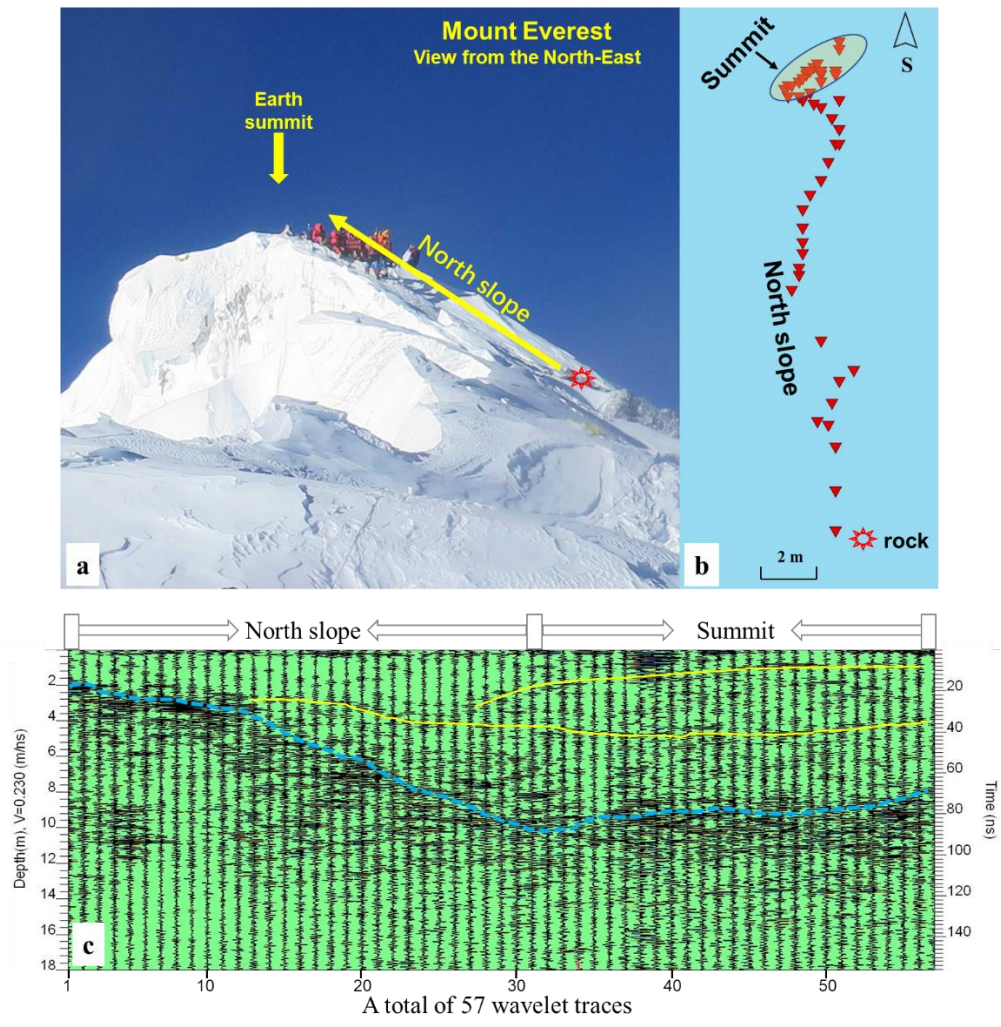 Mount Everest
View from the North-East
Earth
summit
North slope
a
Summit
S
North slope
rock
2 m
b
North slope
Summit
Depth(m), V=0.230 (m/ns)
2
4
6
8
10
12
14
16
18
20
40
60
80
100
120
140
Time (ns)
c
1
10
20
30
40
50
A total of 57 wavelet traces